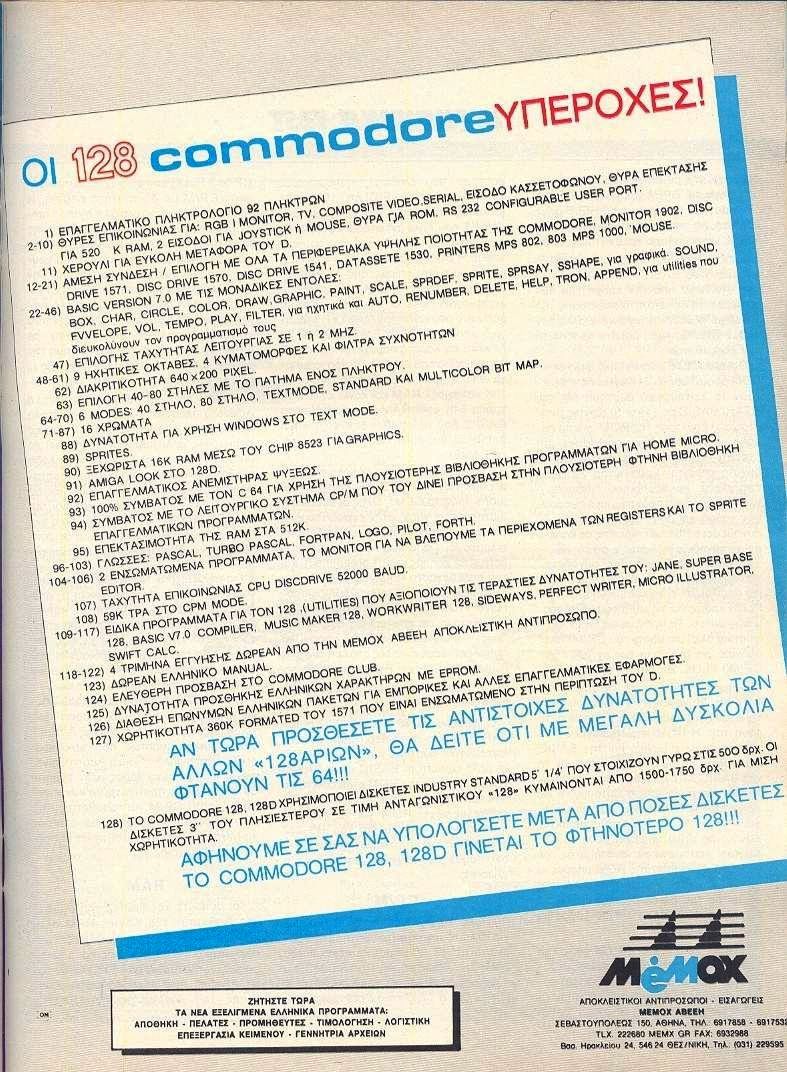 ΟΙ 128 commodore ΥΠΕΡΟΧΕΣ!
1) ΕΠΑΓΓΕΛΜΑΤΙΚΟ ΠΛΗΚΤΡΟΛΟΓΙΟ 92 ΠΛΗΚΤΡΩΝ
2-10) ΘΥΡΕΣ ΕΠΙΚΟΙΝΩΝΙΑΣ ΓΙΑ: RGB I MONITOR, TV, COMPOSITE VIDEO.SERIAL, ΕΙΣΟΔΟ ΚΑΣΣΕΤΟΦΩΝΟΥ, ΘΥΡΑ ΕΠΕΚΤΑΣΗΣ
ΓΙΑ 520 K RAM, 2 ΕΙΣΟΔΟΙ ΓΙΑ JOYSTICK ή MOUSE, ΘΥΡΑ ΓΙΑ ROM. RS 232 CONFIGURABLE USER PORT.
11) ΧΕΡΟΥΛΙ ΓΙΑ ΕΥΚΟΛΗ ΜΕΤΑΦΟΡΑ ΤΟΥ D.
12-21) ΑΜΕΣΗ ΣΥΝΔΕΣΗ / ΕΠΙΛΟΓΗ ΜΕ ΟΛΑ ΤΑ ΠΕΡΙΦΕΡΕΙΑΚΑ ΥΨΗΛΗΣ ΠΟΙΟΤΗΤΑΣ ΤΗΣ COMMODORE, MONITOR 1902, DISC
DRIVE 1571, DISC DRIVE 1570, DISC DRIVE 1541, DATASSETE 1530, PRINTERS MPS 802, 803 MPS 1000, 'MOUSE.
22-46) BASIC VERSION 7.0 ΜΕ ΤΙΣ ΜΟΝΑΔΙΚΕΣ ΕΝΤΟΛΕΣ:
BOX, CHAR, CIRCLE, COLOR, DRAW, GRAPHIC, PAINT, SCALE, SPRDEF, SPRITE, SPRSAY, SSHAPE, για γραφικά. SOUND,
FVVELOPE, VOL, TEMPO, PLAY, FILTER, για ηχητικά και AUTO, RENUMBER, DELETE, HELP, TRON, APPEND, για utilities που
διευκολύνουν τον προγραμματισμό τους
47) ΕΠΙΛΟΓΗΣ ΤΑΧΥΤΗΤΑΣ ΛΕΙΤΟΥΡΓΙΑΣ ΣΕ 1 ή 2 MHZ.
48-61) 9 ΗΧΗΤΙΚΕΣ ΟΚΤΑΒΕΣ, 4 ΚΥΜΑΤΟΜΟΡΦΕΣ ΚΑΙ ΦΙΛΤΡΑ ΣΥΧΝΟΤΗΤΩΝ
62) ΔΙΑΚΡΙΤΙΚΟΤΗΤΑ 640×200 PIXEL.
63) ΕΠΙΛΟΓΗ 40-80 ΣΤΗΛΕΣ ΜΕ ΤΟ ΠΑΤΗΜΑ ΕΝΟΣ ΠΛΗΚΤΡΟΥ.
64-70) 6 MODES: 40 ΣΤΗΛΟ, 80 ΣΤΗΛΟ, TEXTMODE, STANDARD ΚΑΙ MULTICOLOR BIT MAP.
71-87) 16 ΧΡΩΜΑΤΑ
88) ΔΥΝΑΤΟΤΗΤΑ ΓΙΑ ΧΡΗΣΗ WINDOWS ΣΤΟ TEXT MODE.
89) SPRITES.
90) ΞΕΧΩΡΙΣΤΑ 16K RAM ΜΕΣΩ ΤΟΥ CHIP 8523 ΓΙΑ GRAPHICS.
91) AMIGA LOOK ΣΤΟ 128D.
92) ΕΠΑΓΓΕΛΜΑΤΙΚΟΣ ΑΝΕΜΙΣΤΗΡΑΣ ΨΥΞΕΩΣ.
93) 100% ΣΥΜΒΑΤΟΣ ΜΕ ΤΟΝ C 64 ΓΙΑ ΧΡΗΣΗ ΤΗΣ ΠΛΟΥΣΙΟΤΕΡΗΣ ΒΙΒΛΙΟΘΗΚΗΣ ΠΡΟΓΡΑΜΜΑΤΩΝ ΓΙΑ HOME MICRO.
94) ΣΥΜΒΑΤΟΣ ΜΕ ΤΟ ΛΕΙΤΟΥΡΓΙΚΟ ΣΥΣΤΗΜΑ CP/M ΠΟΥ ΤΟΥ ΔΙΝΕΙ ΠΡΟΣΒΑΣΗ ΣΤΗΝ ΠΛΟΥΣΙΟΤΕΡΗ ΦΤΗΝΗ ΒΙΒΛΙΟΘΗΚΗ
ΕΠΑΓΓΕΛΜΑΤΙΚΩΝ ΠΡΟΓΡΑΜΜΑΤΩΝ.
95) ΕΠΕΚΤΑΣΙΜΟΤΗΤΑ ΤΗΣ RAM ΣΤΑ 512K.
96-103) ΓΛΩΣΣΕΣ: PASCAL, TURBO PASCAL, FORTPAN, LOGO, PILOT, FORTH.
104-106) 2 ΕΝΣΩΜΑΤΩΜΕΝΑ ΠΡΟΓΡΑΜΜΑΤΑ, ΤΟ MONITOR ΓΙΑ ΝΑ ΒΛΕΠΟΥΜΕ ΤΑ ΠΕΡΙΕΧΟΜΕΝΑ ΤΩΝ REGISTERS ΚΑΙ ΤΟ SPRITE
EDITOR.
107) ΤΑΧΥΤΗΤΑ ΕΠΙΚΟΙΝΩΝΙΑΣ CPU DISCDRIVE 52000 BAUD.
108) 59K TPA ΣΤΟ CPM MODE.
109-117) ΕΙΔΙΚΑ ΠΡΟΓΡΑΜΜΑΤΑ ΓΙΑ ΤΟΝ 128 ,(UTILITIES) ΠΟΥ ΑΞΙΟΠΟΙΟΥΝ ΤΙΣ ΤΕΡΑΣΤΙΕΣ ΔΥΝΑΤΟΤΗΤΕΣ ΤΟΥ: JANE, SUPER BASE
128, BASIC V7.0 COMPILER, MUSIC MAKER 128, WORKWRITER 128, SIDEWAYS, PERFECT WRITER, MICRO ILLUSTRATOR,
SWIFT CALC.
118-122) 4 ΤΡΙΜΗΝΑ ΕΓΓΥΗΣΗΣ ΔΩΡΕΑΝ ΑΠΟ ΤΗΝ ΜΕΜΟΧ ΑΒΕΕΗ ΑΠΟΚΛΕΙΣΤΙΚΗ ΑΝΤΙΠΡΟΣΩΠΟ.
123) ΔΩΡΕΑΝ ΕΛΛΗΝΙΚΟ MANUAL.
124) ΕΛΕΥΘΕΡΗ ΠΡΟΣΒΑΣΗ ΣΤΟ COMMODORE CLUB.
125) ΔΥΝΑΤΟΤΗΤΑ ΠΡΟΣΘΗΚΗΣ ΕΛΛΗΝΙΚΩΝ ΧΑΡΑΚΤΗΡΩΝ ΜΕ EPROM.
126) ΔΙΑΘΕΣΗ ΕΠΩΝΥΜΩΝ ΕΛΛΗΝΙΚΩΝ ΠΑΚΕΤΩΝ ΓΙΑ ΕΜΠΟΡΙΚΕΣ ΚΑΙ ΑΛΛΕΣ ΕΠΑΓΓΕΛΜΑΤΙΚΕΣ ΕΦΑΡΜΟΓΕΣ.
127) ΧΩΡΗΤΙΚΟΤΗΤΑ 360K FORMATED ΤΟΥ 1571 ΠΟΥ ΕΙΝΑΙ ΕΝΣΩΜΑΤΩΜΕΝΟ ΣΤΗΝ ΠΕΡΙΠΤΩΣΗ ΤΟΥ D.
ΑΝ ΤΩΡΑ ΠΡΟΣΘΕΣΕΤΕ ΤΙΣ ΑΝΤΙΣΤΟΙΧΕΣ ΔΥΝΑΤΟΤΗΤΕΣ ΤΩΝ
ΑΛΛΩΝ «128ΑΡΙΩΝ», ΘΑ ΔΕΙΤΕ ΟΤΙ ΜΕ ΜΕΓΑΛΗ ΔΥΣΚΟΛΙΑ
ΦΤΑΝΟΥΝ ΤΙΣ 64!!!
128) ΤΟ COMMODORE 128, 128D ΧΡΗΣΙΜΟΠΟΙΕΙ ΔΙΣΚΕΤΕΣ INDUSTRY STANDARD 5' 1/4' ΠΟΥ ΣΤΟΙΧΙΖΟΥΝ ΓΥΡΩ ΣΤΙΣ 500 δρχ. ΟΙ
ΔΙΣΚΕΤΕΣ 3'' ΤΟΥ ΠΛΗΣΙΕΣΤΕΡΟΥ ΣΕ ΤΙΜΗ ΑΝΤΑΓΩΝΙΣΤΙΚΟΥ «128» ΚΥΜΑΙΝΟΝΤΑΙ ΑΠΟ 1500-1750 δρχ. ΓΙΑ ΜΙΣΗ
ΧΩΡΗΤΙΚΟΤΗΤΑ.
ΑΦΗΝΟΥΜΕ ΣΕ ΣΑΣ ΝΑ ΥΠΟΛΟΓΙΣΕΤΕ ΜΕΤΑ ΑΠΟ ΠΟΣΕΣ ΔΙΣΚΕΤΕΣ
ΤΟ COMMODORE 128, 128D ΓΙΝΕΤΑΙ ΤΟ ΦΤΗΝΟΤΕΡΟ 128!!!
MEMOX
ΑΠΟΚΛΕΙΣΤΙΚΟΙ ΑΝΤΙΠΡΟΣΩΠΟΙ - ΕΙΣΑΓΩΓΕΙΣ
ΜΕΜΟΧ ΑΒΕΕΗ
ΣΕΒΑΣΤΟΥΠΟΛΕΩΣ 150, ΑΘΗΝΑ, ΤΗΛ. 6917858 - 6917532
TLX. 222680 MEMX GR FAX: 6932988
Βασ. Ηρακλείου 24, 546 24 ΘΕΣ/ΝΙΚΗ, Τηλ. (031) 229595
ΟΜ
ΖΗΤΗΣΤΕ ΤΩΡΑ
ΤΑ ΝΕΑ ΕΞΕΛΙΓΜΕΝΑ ΕΛΛΗΝΙΚΑ ΠΡΟΓΡΑΜΜΑΤΑ:
ΑΠΟΘΗΚΗ - ΠΕΛΑΤΕΣ - ΠΡΟΜΗΘΕΥΤΕΣ - ΤΙΜΟΛΟΓΗΣΗ - ΛΟΓΙΣΤΙΚΗ
ΕΠΕΞΕΡΓΑΣΙΑ ΚΕΙΜΕΝΟΥ - ΓΕΝΝΗΤΡΙΑ ΑΡΧΕΙΩΝ